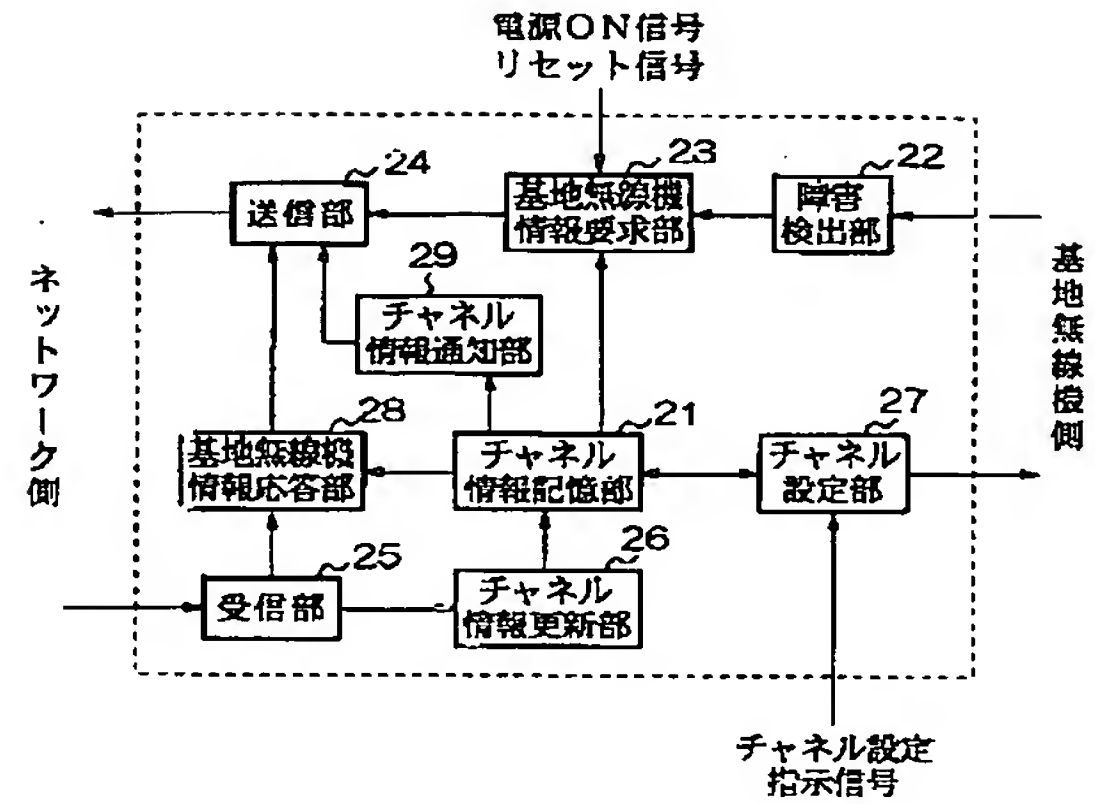 電源ON信号
リセット信号
24
送信部
23
基地無線機
情報要求部
22
障害
検出部
29
チャネル
情報通知部
ネットワーク側
基地無線機側
28
基地無線機
情報応答部
21
チャネル
情報記憶部
27
チャネル
設定部
25
受信部
26
チャネル
情報更新部
チャネル設定
指示信号